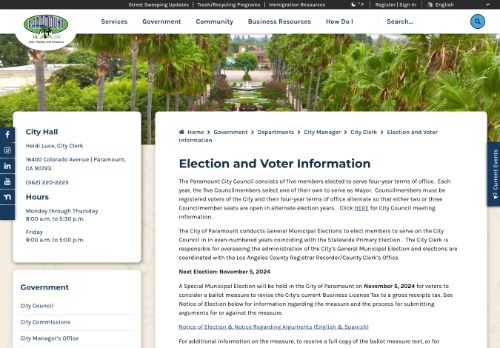 Street Sweeping Updates | Trash/Recycling Programs | Immigration Resources
° F | Register | Sign In | English
PARAMOUNT
Services Government Community Business Resources How Do I Search...
City Hall
Heidi Luce, City Clerk
16400 Colorado Avenue | Paramount,
CA 90723
(562) 220-2225
Hours
Monday through Thursday
8:00 a.m. to 5:30 p.m.
Friday
8:00 a.m. to 5:00 p.m.
Government
City Council
City Commissions
City Manager's Office
Home > Government > Departments > City Manager > City Clerk > Election and Voter
Information
Election and Voter Information
The Paramount City Council consists of five members elected to serve four-year terms of office. Each
year, the five Councilmembers select one of their own to serve as Mayor. Councilmembers must be
registered voters of the City and their four-year terms of office alternate so that either two or three
Councilmember seats are open in alternate election years. Click HERE for City Council meeting
information.
The City of Paramount conducts General Municipal Elections to elect members to serve on the City
Council in in even-numbered years coinciding with the Statewide Primary Election . The City Clerk is
responsible for overseeing the administration of the City's General Municipal Election and elections are
coordinated with the Los Angeles County Registrar Recorder/County Clerk's Office.
Next Election: November 5, 2024
A Special Municipal Election will be held in the City of Paramount on November 5, 2024 for voters to
consider a ballot measure to revise the City's current Business License Tax to a gross receipts tax. See
Notice of Election below for information regarding the measure and the process for submitting
arguments for or against the measure.
Notice of Election & Notice Regarding Arguments (English & Spanish)
For additional information on the measure, to receive a full copy of the ballot measure text, or for
Current Events